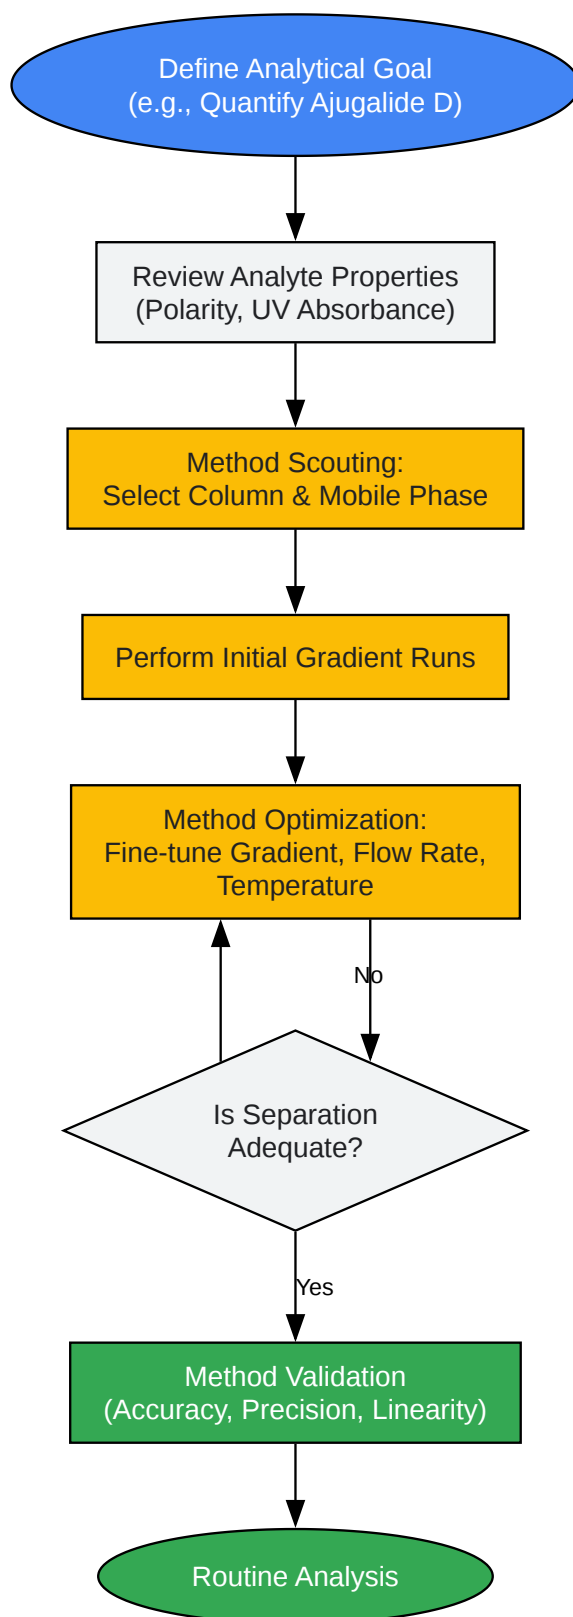 Define Analytical Goal
(e.g., Quantify Ajugalide D)
Review Analyte Properties
(Polarity, UV Absorbance)
Method Scouting:
Select Column & Mobile Phase
Perform Initial Gradient Runs
Method Optimization:
Fine-tune Gradient, Flow Rate,
Temperature
No
Is Separation
Adequate?
Yes
Method Validation
(Accuracy, Precision, Linearity)
Routine Analysis